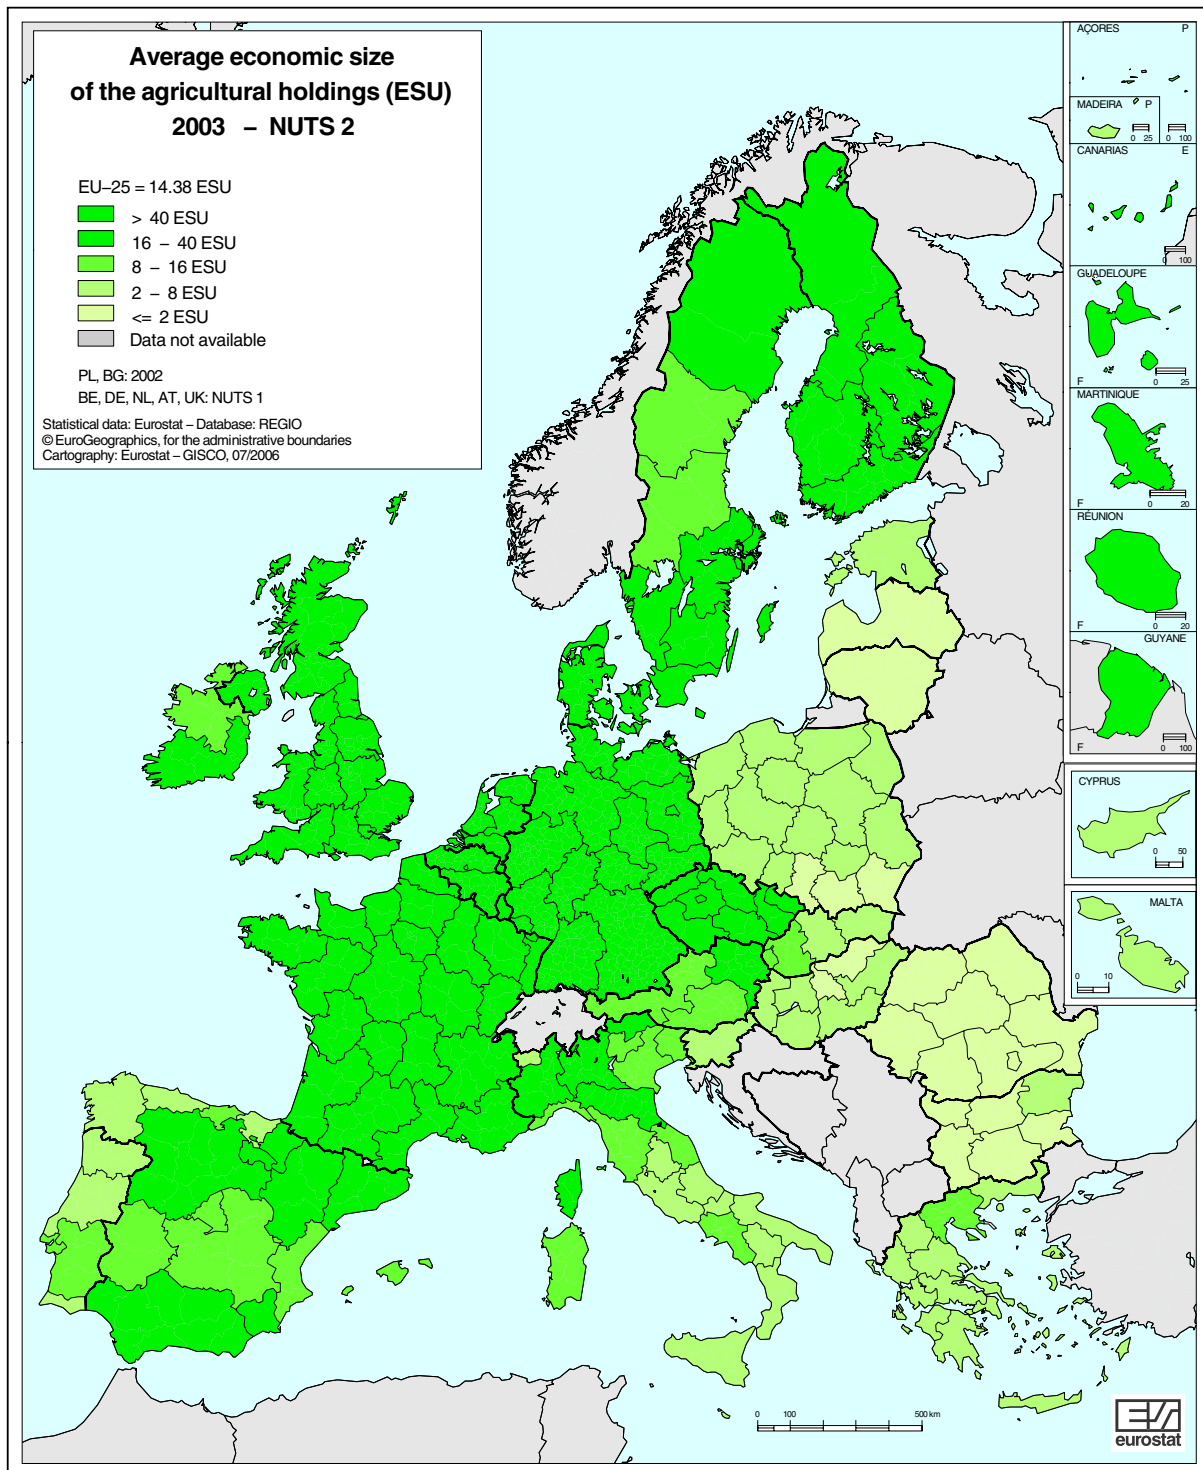 Average economic size
of the agricultural holdings (ESU)
2003 – NUTS 2
EU–25 = 14.38 ESU
> 40 ESU
16 – 40 ESU
8 – 16 ESU
2 – 8 ESU
<= 2 ESU
Data not available
PL, BG: 2002
BE, DE, NL, AT, UK: NUTS 1
Statistical data: Eurostat – Database: REGIO
© EuroGeographics, for the administrative boundaries
Cartography: Eurostat – GISCO, 07/2006
AÇORES P
MADEIRA P
0 25 0 100
CANARIAS E
0 100
GUADELOUPE
F 0 25
MARTINIQUE
F 0 20
RÉUNION
F 0 20
GUYANE
F 0 100
CYPRUS
0 50
MALTA
0 10
0 100 500 km
eurostat